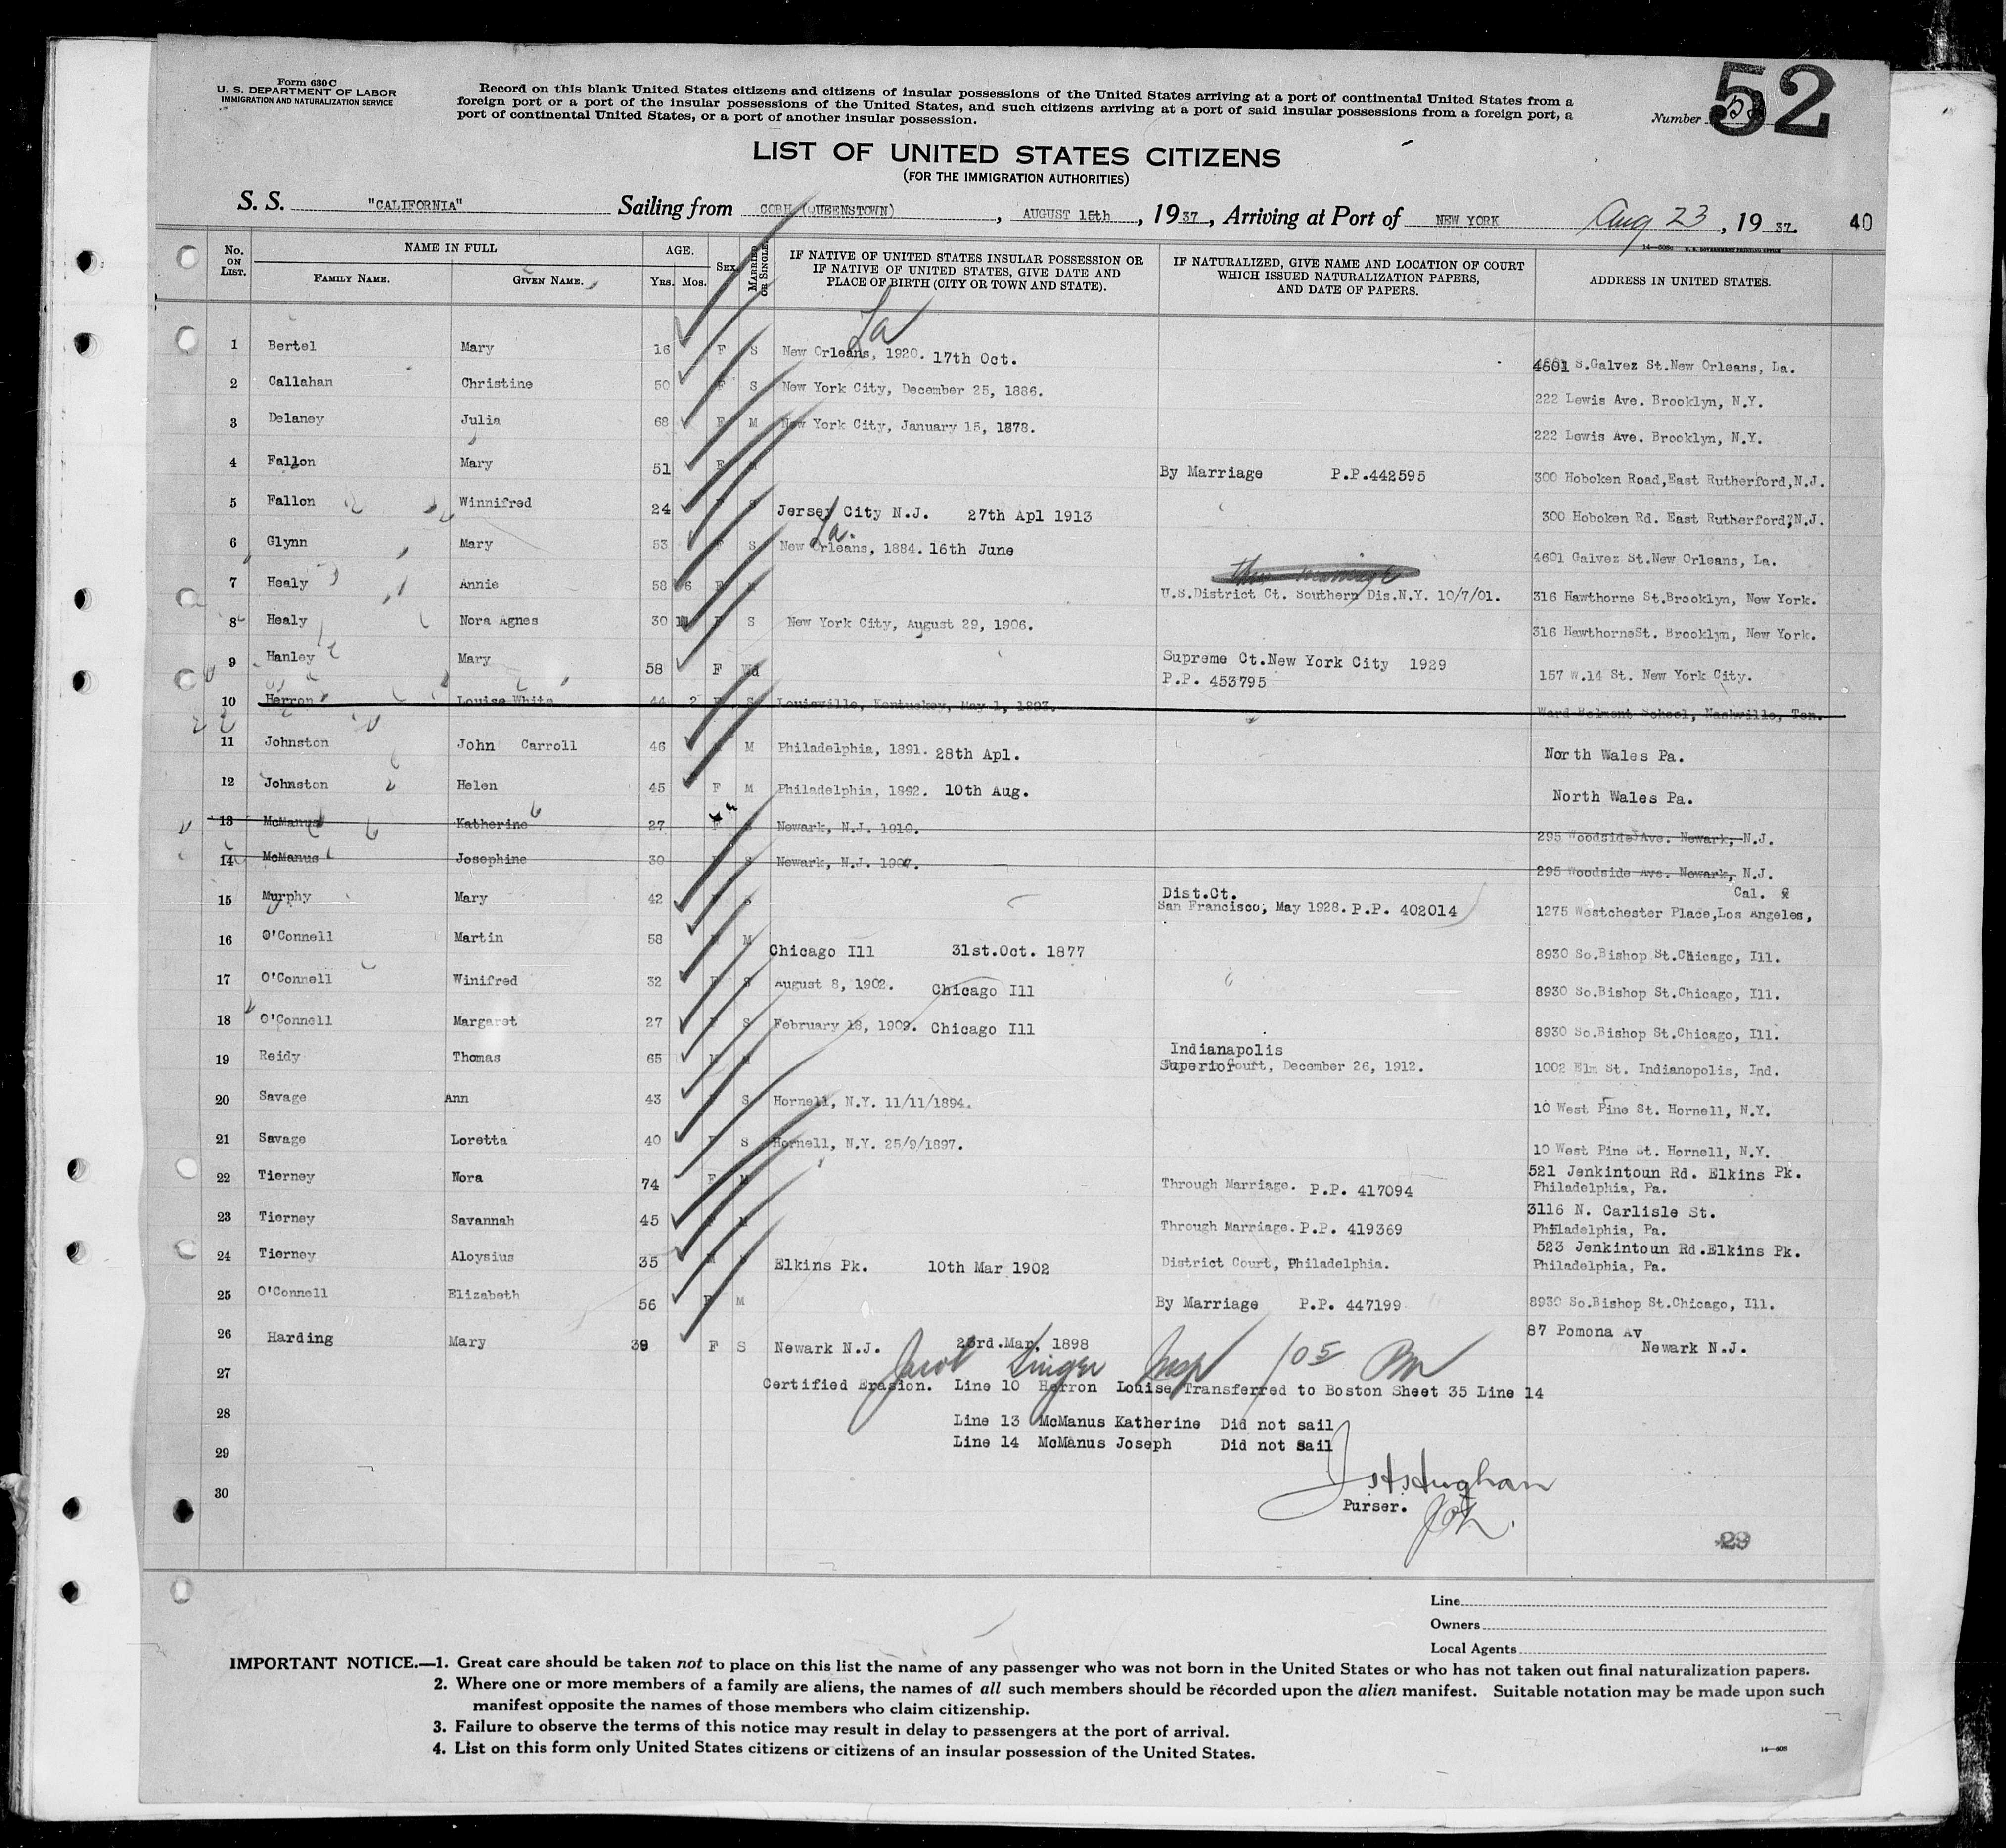 Form 630 C
U. S. DEPARTMENT OF LABOR
IMMIGRATION AND NATURALIZATION SERVICE
Record on this blank United States citizens and citizens of insular possessions of the United States arriving at a port of continental United States from a
foreign port or a port of the insular possessions of the United States, and such citizens arriving at a port of said insular possessions from a foreign port, a
port of continental United States, or a port of another insular possession.
Number 52
LIST OF UNITED STATES CITIZENS
(FOR THE IMMIGRATION AUTHORITIES)
S. S. "CALIFORNIA" Sailing from COBH (QUEENSTOWN), AUGUST 15th, 1937, Arriving at Port of NEW YORK Aug 23, 1937. 40
14—508c U. S. GOVERNMENT PRINTING OFFICE
No. ON LIST. NAME IN FULL FAMILY NAME. GIVEN NAME. AGE. Yrs. Mos. SEX MARRIED OR SINGLE. IF NATIVE OF UNITED STATES INSULAR POSSESSION OR IF NATIVE OF UNITED STATES, GIVE DATE AND PLACE OF BIRTH (CITY OR TOWN AND STATE). IF NATURALIZED, GIVE NAME AND LOCATION OF COURT WHICH ISSUED NATURALIZATION PAPERS, AND DATE OF PAPERS. ADDRESS IN UNITED STATES.
La
1 Bertel Mary 16 F S New Orleans, 1920. 17th Oct. 4601 S.Galvez St.New Orleans, La.
2 Callahan Christine 50 F S New York City, December 25, 1886. 222 Lewis Ave. Brooklyn, N.Y.
3 Delaney Julia 68 F M New York City, January 15, 1878. 222 Lewis Ave. Brooklyn, N.Y.
4 Fallon Mary 51 F M By Marriage P.P.442595 300 Hoboken Road,East Rutherford,N.J.
5 Fallon Winnifred 24 F S Jersey City N.J. 27th Apl 1913 300 Hoboken Rd. East Rutherford,N.J.
La.
6 Glynn Mary 53 F S New Orleans, 1884. 16th June 4601 Galvez St.New Orleans, La.
7 Healy Annie 58 6 F M U.S.District Ct. Southern Dis.N.Y. 10/7/01. 316 Hawthorne St.Brooklyn, New York.
8 Healy Nora Agnes 30 11 F S New York City, August 29, 1906. 316 HawthorneSt. Brooklyn, New York.
9 Hanley Mary 58 F Wd Supreme Ct.New York City 1929 P.P. 453795 157 W.14 St. New York City.
10 Herron Louise White 44 2 F S Louisville, Kentuckey, May 1, 1893. Ward Belmont School, Nashville, Ten.
11 Johnston John Carroll 46 M Philadelphia, 1891. 28th Apl. North Wales Pa.
12 Johnston Helen 45 F M Philadelphia, 1892. 10th Aug. North Wales Pa.
13 McManus Katherine 27 F S Newark, N.J. 1910. 295 Woodside Ave. Newark, N.J.
14 McManus Josephine 30 F S Newark, N.J. 1907. 295 Woodside Ave. Newark, N.J.
15 Murphy Mary 42 F S Dist.Ct. San Francisco, May 1928. P.P. 402014 1275 Westchester Place,Los Angeles, Cal.
16 O'Connell Martin 58 M M Chicago Ill 31st.Oct. 1877 8930 So.Bishop St.Chicago, Ill.
17 O'Connell Winifred 32 F S August 8, 1902. Chicago Ill 8930 So.Bishop St.Chicago, Ill.
18 O'Connell Margaret 27 F S February 18, 1909. Chicago Ill 8930 So.Bishop St.Chicago, Ill.
19 Reidy Thomas 65 M M Indianapolis Superior Court, December 26, 1912. 1002 Elm St. Indianopolis, Ind.
20 Savage Ann 43 F S Hornell, N.Y. 11/11/1894. 10 West Pine St. Hornell, N.Y.
21 Savage Loretta 40 F S Hornell, N.Y. 25/9/1897. 10 West Pine St. Hornell, N.Y.
22 Tierney Nora 74 F M Through Marriage. P.P. 417094 521 Jenkintoun Rd. Elkins Pk. Philadelphia, Pa.
23 Tierney Savannah 45 F M Through Marriage. P.P. 419369 3116 N. Carlisle St. Philadelphia, Pa.
24 Tierney Aloysius 35 M Elkins Pk. 10th Mar 1902 District Court, Philadelphia. 523 Jenkintoun Rd.Elkins Pk. Philadelphia, Pa.
25 O'Connell Elizabeth 56 F M By Marriage P.P. 447199 8930 So.Bishop St.Chicago, Ill.
26 Harding Mary 39 F S Newark N.J. 23rd.Mar. 1898 87 Pomona Av Newark N.J.
Jacob Singer Insp 105
27 Certified Erasion. Line 10 Herron Louise Transferred to Boston Sheet 35 Line 14
28 Line 13 McManus Katherine Did not sail
29 Line 14 McManus Joseph Did not sail
30
Purser.
29
Line
Owners
Local Agents
IMPORTANT NOTICE.—1. Great care should be taken not to place on this list the name of any passenger who was not born in the United States or who has not taken out final naturalization papers.
2. Where one or more members of a family are aliens, the names of all such members should be recorded upon the alien manifest. Suitable notation may be made upon such
manifest opposite the names of those members who claim citizenship.
3. Failure to observe the terms of this notice may result in delay to passengers at the port of arrival.
4. List on this form only United States citizens or citizens of an insular possession of the United States.
14—508